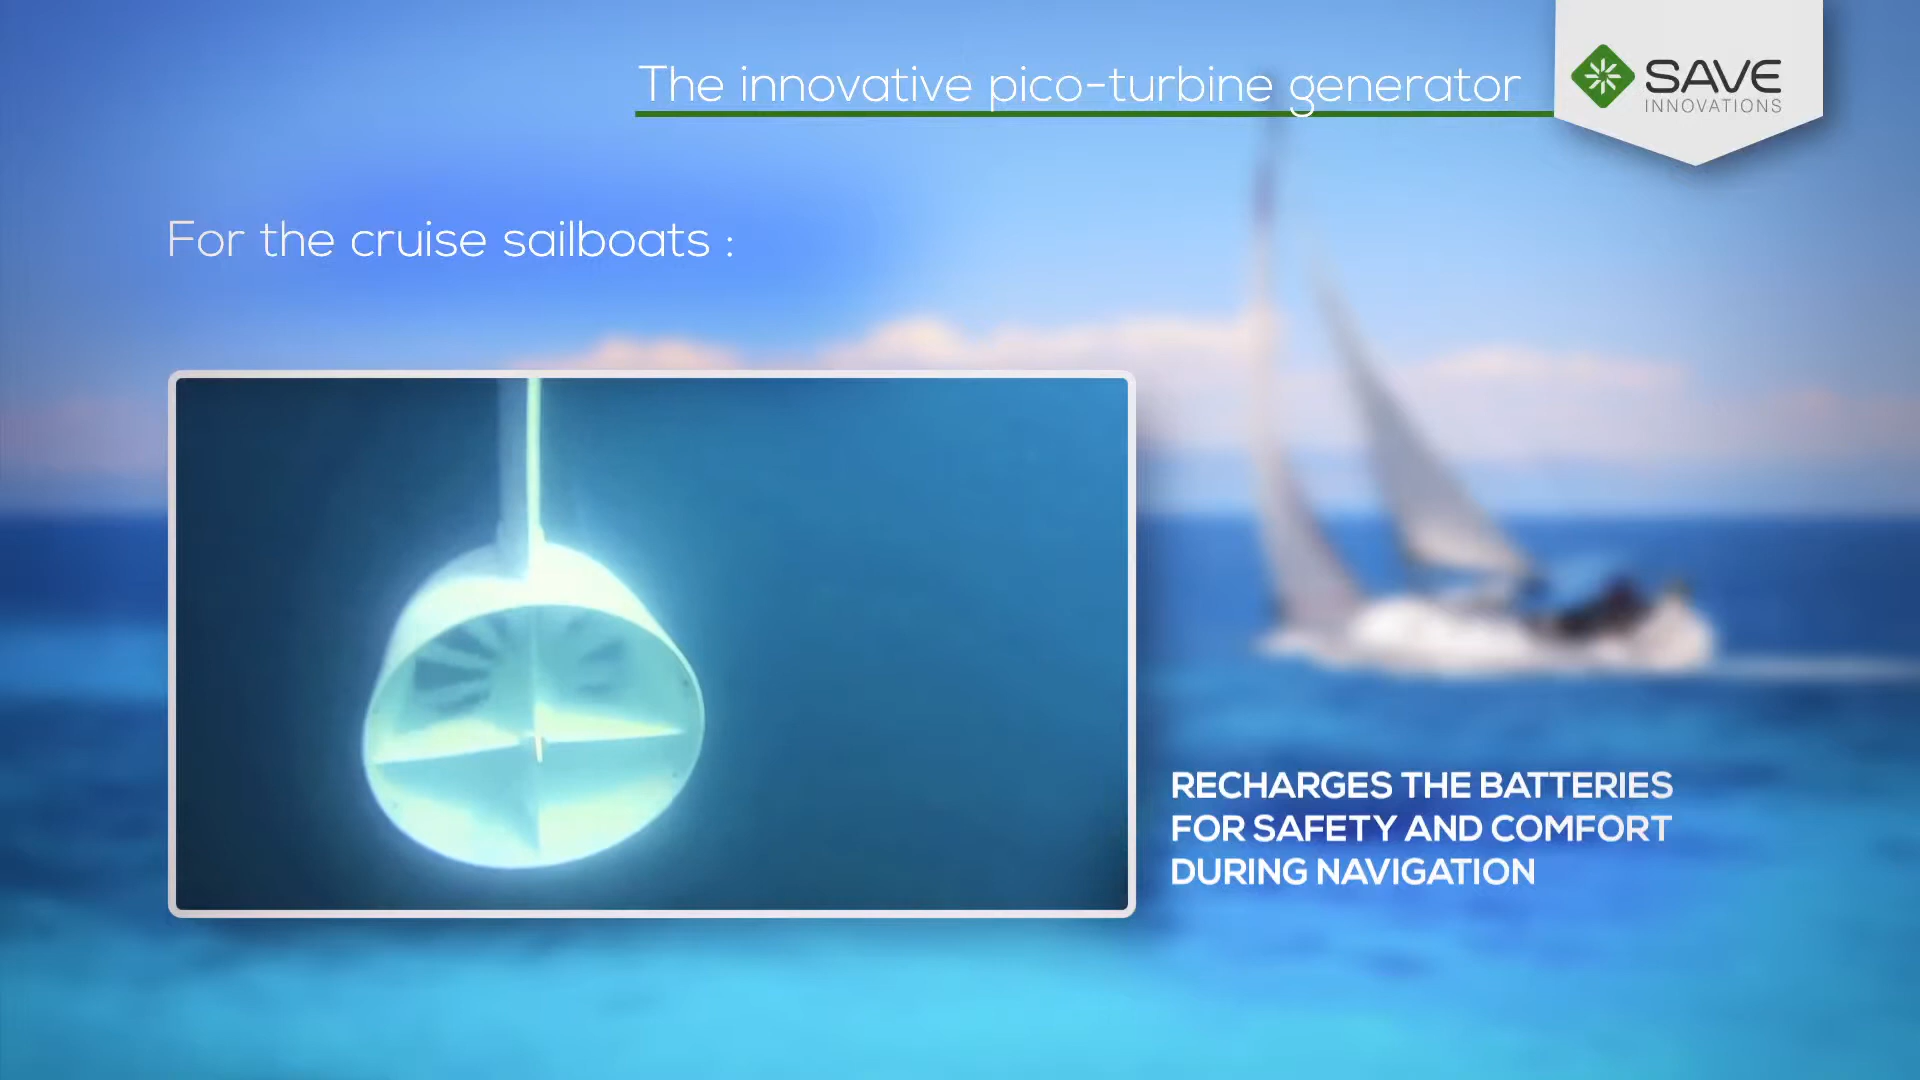 The innovative pico-turbine generator
SAVE
INNOVATIONS
For the cruise sailboats :
RECHARGES THE BATTERIES
FOR SAFETY AND COMFORT
DURING NAVIGATION